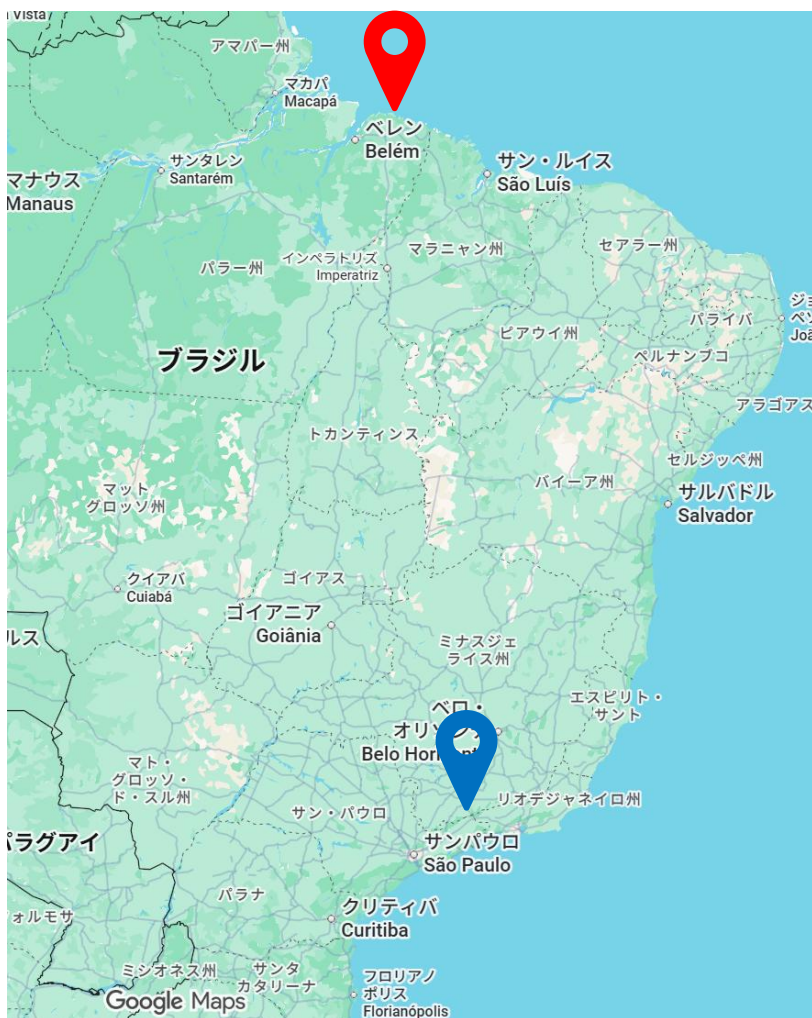 Vista
アマパー州
マカパ
Macapá
ベレン
Belém
サンタレン
Santarém
マナウス
Manaus
サン・ルイス
São Luís
マラニャン州
セアラー州
インペラトリズ
Imperatriz
パラー州
ピアウイ州
パライバ
ペルナンブコ
ブラジル
アラゴアス
トカンティンス
セルジッペ州
バイーア州
サルバドル
Salvador
マット
グロッソ州
クイアバ
Cuiabá
ゴイアス
ゴイアニア
Goiânia
ミナスジェ
ライス州
エスピリト・
サント
ベロ・
Belo
マト・
グロッソ・
ド・スル州
サン・パウロ
リオデジャネイロ州
サンパウロ
São Paulo
パラグアイ
パラナ
クリティバ
Curitiba
フォルモサ
ミシオネス州
サンタ
カタリーナ
フロリアノ
ポリス
Florianópolis
Google Maps